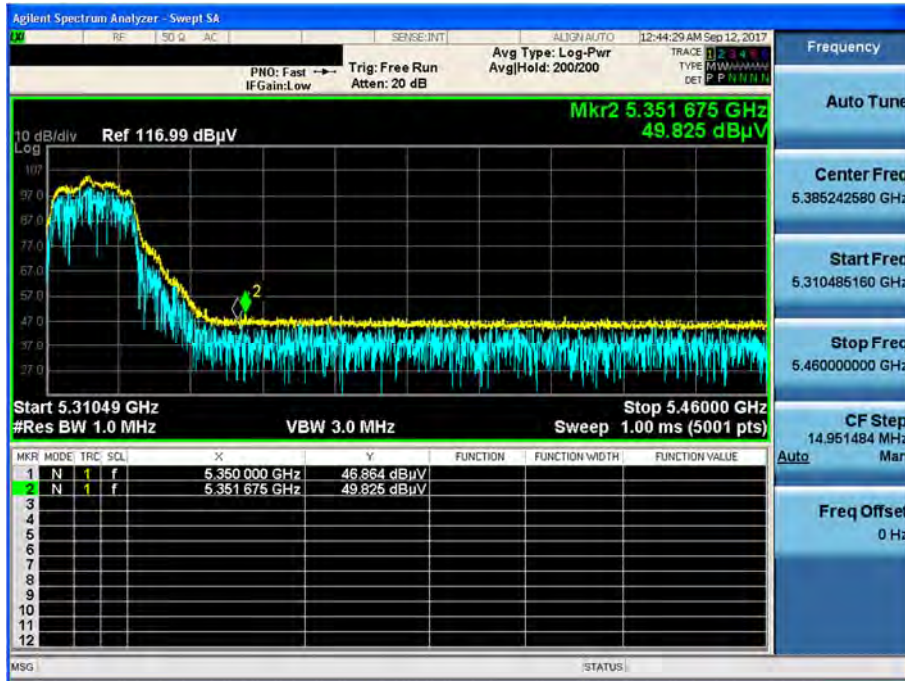 Agilent Spectrum Analyzer - Swept SA
RF 50 Ω AC SENSE:INT ALIGN AUTO 12:44:29 AM Sep 12, 2017
Frequency
PNO: Fast
IFGain:Low
Trig: Free Run
Atten: 20 dB
Avg Type: Log-Pwr
Avg|Hold: 200/200
TRACE 1 2 3 4 5 6
TYPE
DET P P N N N N
Auto Tune
Mkr2 5.351 675 GHz
49.825 dBµV
10 dB/div Ref 116.99 dBµV
Log
107
97.0
87.0
77.0
67.0
57.0
47.0
37.0
27.0
2
Start 5.31049 GHz Stop 5.46000 GHz
#Res BW 1.0 MHz VBW 3.0 MHz Sweep 1.00 ms (5001 pts)
Center Freq
5.385242580 GHz
Start Freq
5.310485160 GHz
Stop Freq
5.460000000 GHz
CF Step
14.951484 MHz
Auto Man
Freq Offset
0 Hz
MKR MODE TRC SCL X Y FUNCTION FUNCTION WIDTH FUNCTION VALUE
1 N 1 f 5.350 000 GHz 46.864 dBµV
2 N 1 f 5.351 675 GHz 49.825 dBµV
3
4
5
6
7
8
9
10
11
12
MSG STATUS